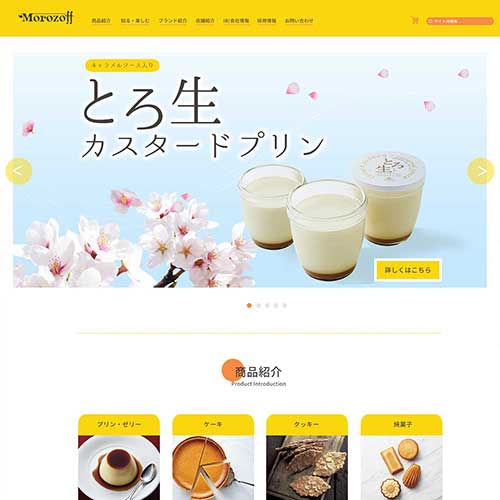 Morozoff
商品紹介 知る・楽しむ ブランド紹介 店舗紹介 IR/会社情報 採用情報 お問い合わせ
サイト内検索
キャラメルソース入り
とろ生
カスタードプリン
とろ
生
<
>
詳しくはこちら
商品紹介
Product Introduction
プリン・ゼリー ケーキ クッキー 焼菓子